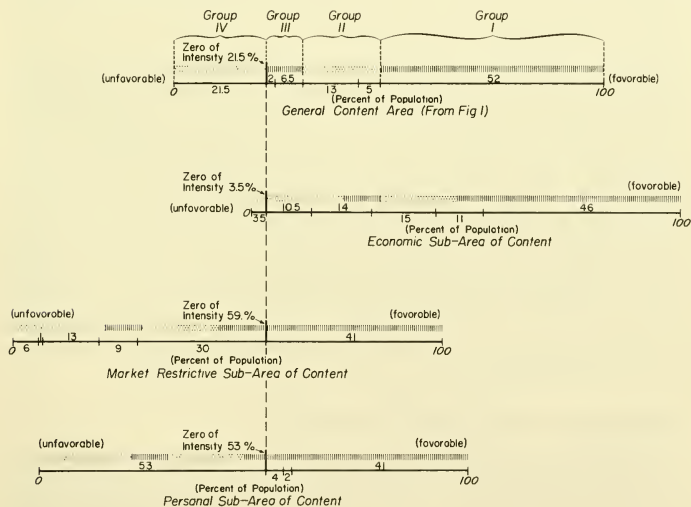 Group IV
Group III
Group II
Group I
Zero of
Intensity 21.5%
(unfavorable)
(favorable)
2 6.5
52
0
21.5
13
5
100
(Percent of Population)
General Content Area (From Fig 1)
Zero of
Intensity 3.5%
(favorable)
(unfavorable)
0
3.5
10.5
14
15
11
46
100
(Percent of Population)
Economic Sub-Area of Content
Zero of
Intensity 59.%
(unfavorable)
(favorable)
13
41
0
6
9
30
100
(Percent of Population)
Market Restrictive Sub-Area of Content
Zero of
Intensity 53%
(unfavorable)
(favorable)
53
4
2
41
0
100
(Percent of Population)
Personal Sub-Area of Content